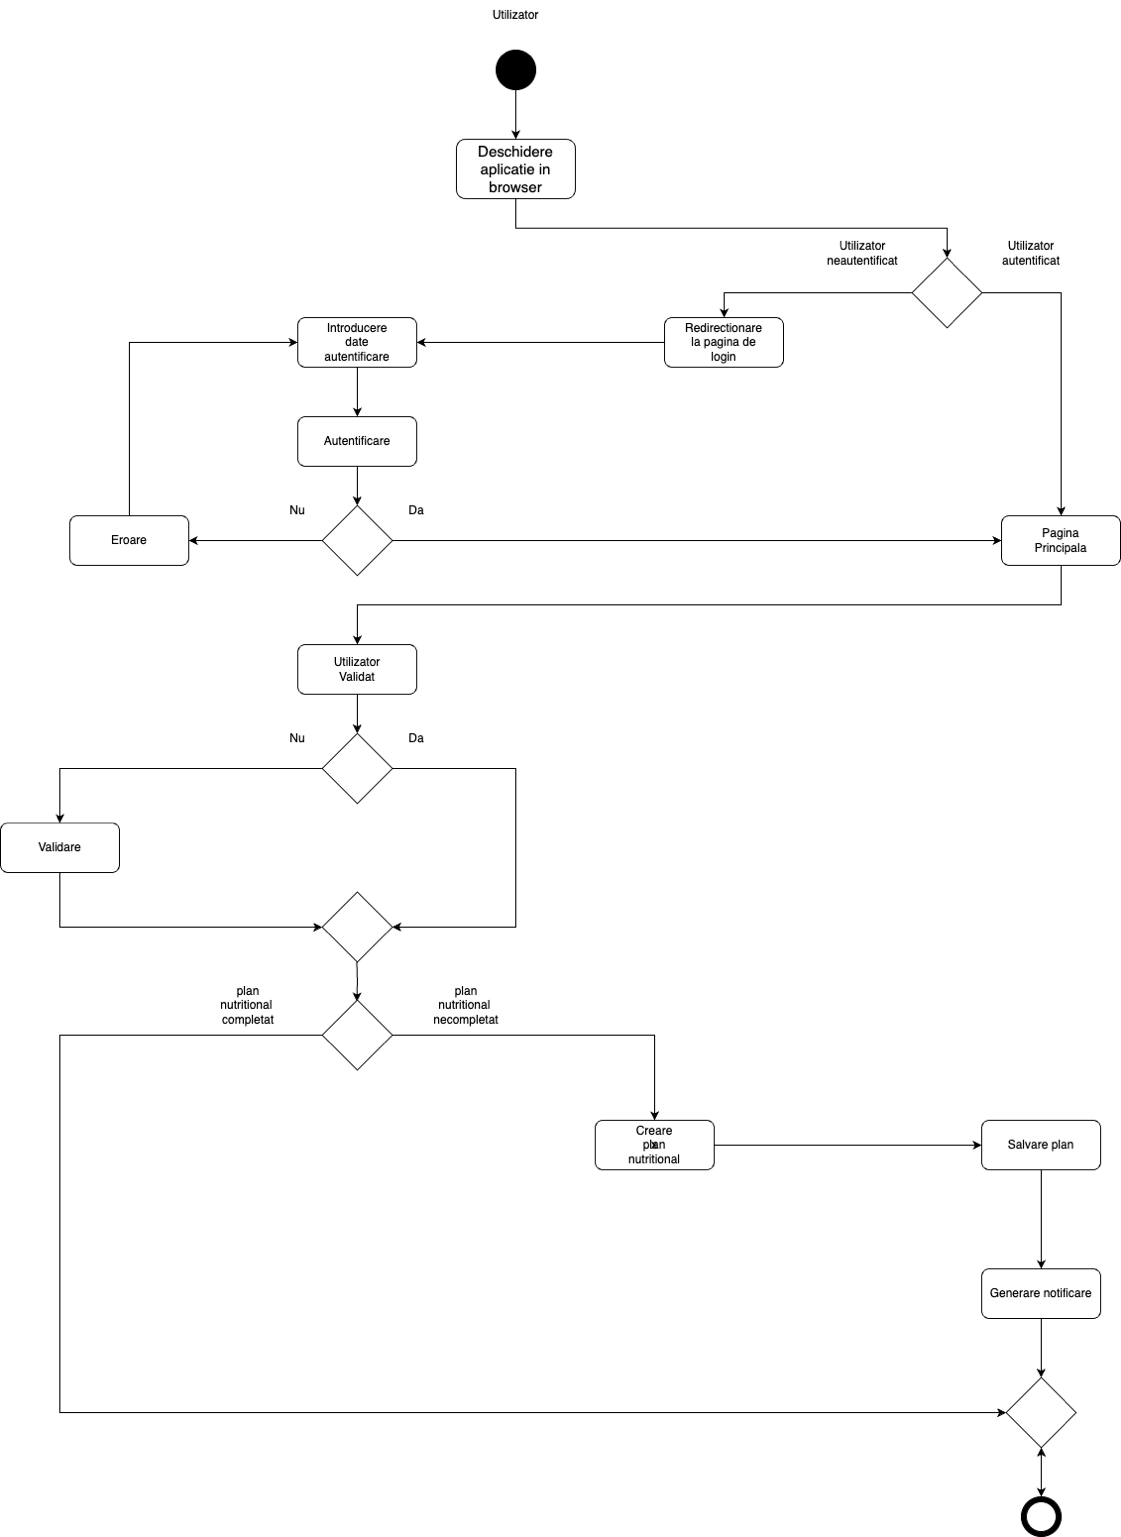 Utilizator
Deschidere
aplicatie in
browser
Utilizator
neautentificat
Utilizator
autentificat
Introducere
date
autentificare
Redirectionare
la pagina de
login
Autentificare
Nu
Da
Eroare
Pagina
Principala
Utilizator
Validat
Nu
Da
Validare
plan
nutritional
completat
plan
nutritional
necompletat
Creare
plan
nutritional
Salvare plan
Generare notificare